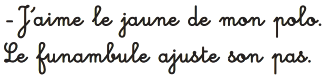 -J'aime le jaune de mon polo.
Le funambule ajuste son pas.